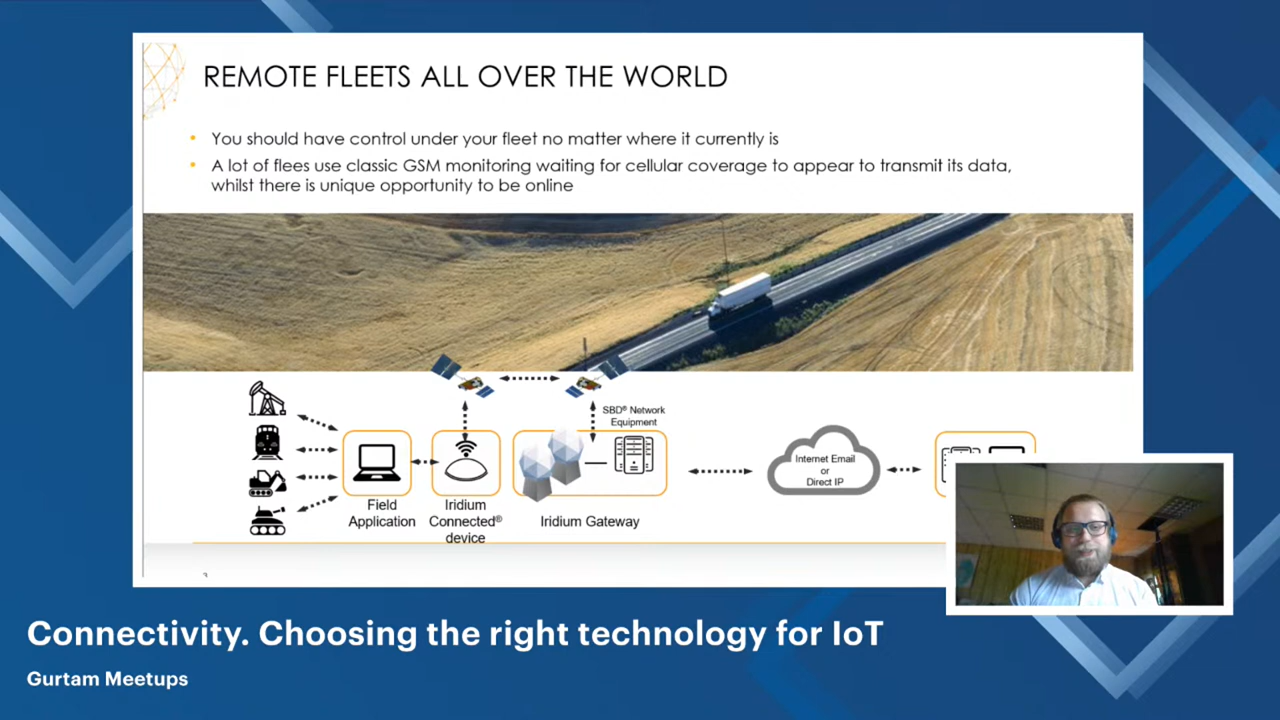 REMOTE FLEETS ALL OVER THE WORLD
• You should have control under your fleet no matter where it currently is
• A lot of flees use classic GSM monitoring waiting for cellular coverage to appear to transmit its data,
whilst there is unique opportunity to be online
SBD® Network
Equipment
Internet Email
or
Direct IP
Field
Application
Iridium
Connected®
device
Iridium Gateway
Connectivity. Choosing the right technology for IoT
Gurtam Meetups